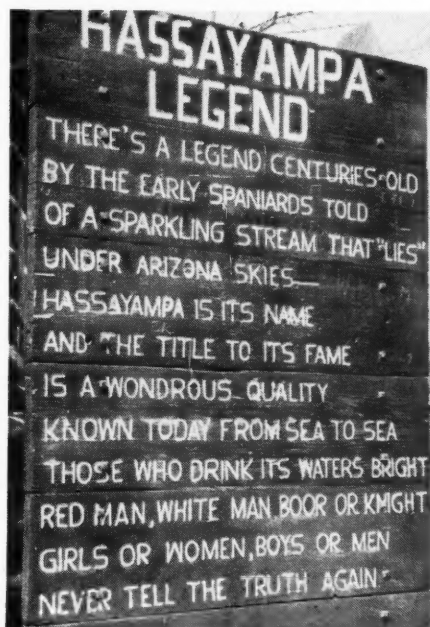 HASSAYAMPA
LEGEND
THERE'S A LEGEND CENTURIES OLD
BY THE EARLY SPANIARDS TOLD
OF A SPARKLING STREAM THAT "LIES"
UNDER ARIZONA SKIES—
HASSAYAMPA IS ITS NAME
AND THE TITLE TO ITS FAME
IS A WONDROUS QUALITY
KNOWN TODAY FROM SEA TO SEA
THOSE WHO DRINK ITS WATERS BRIGHT
RED MAN, WHITE MAN, BOOR OR KNIGHT
GIRLS OR WOMEN, BOYS OR MEN
NEVER TELL THE TRUTH AGAIN